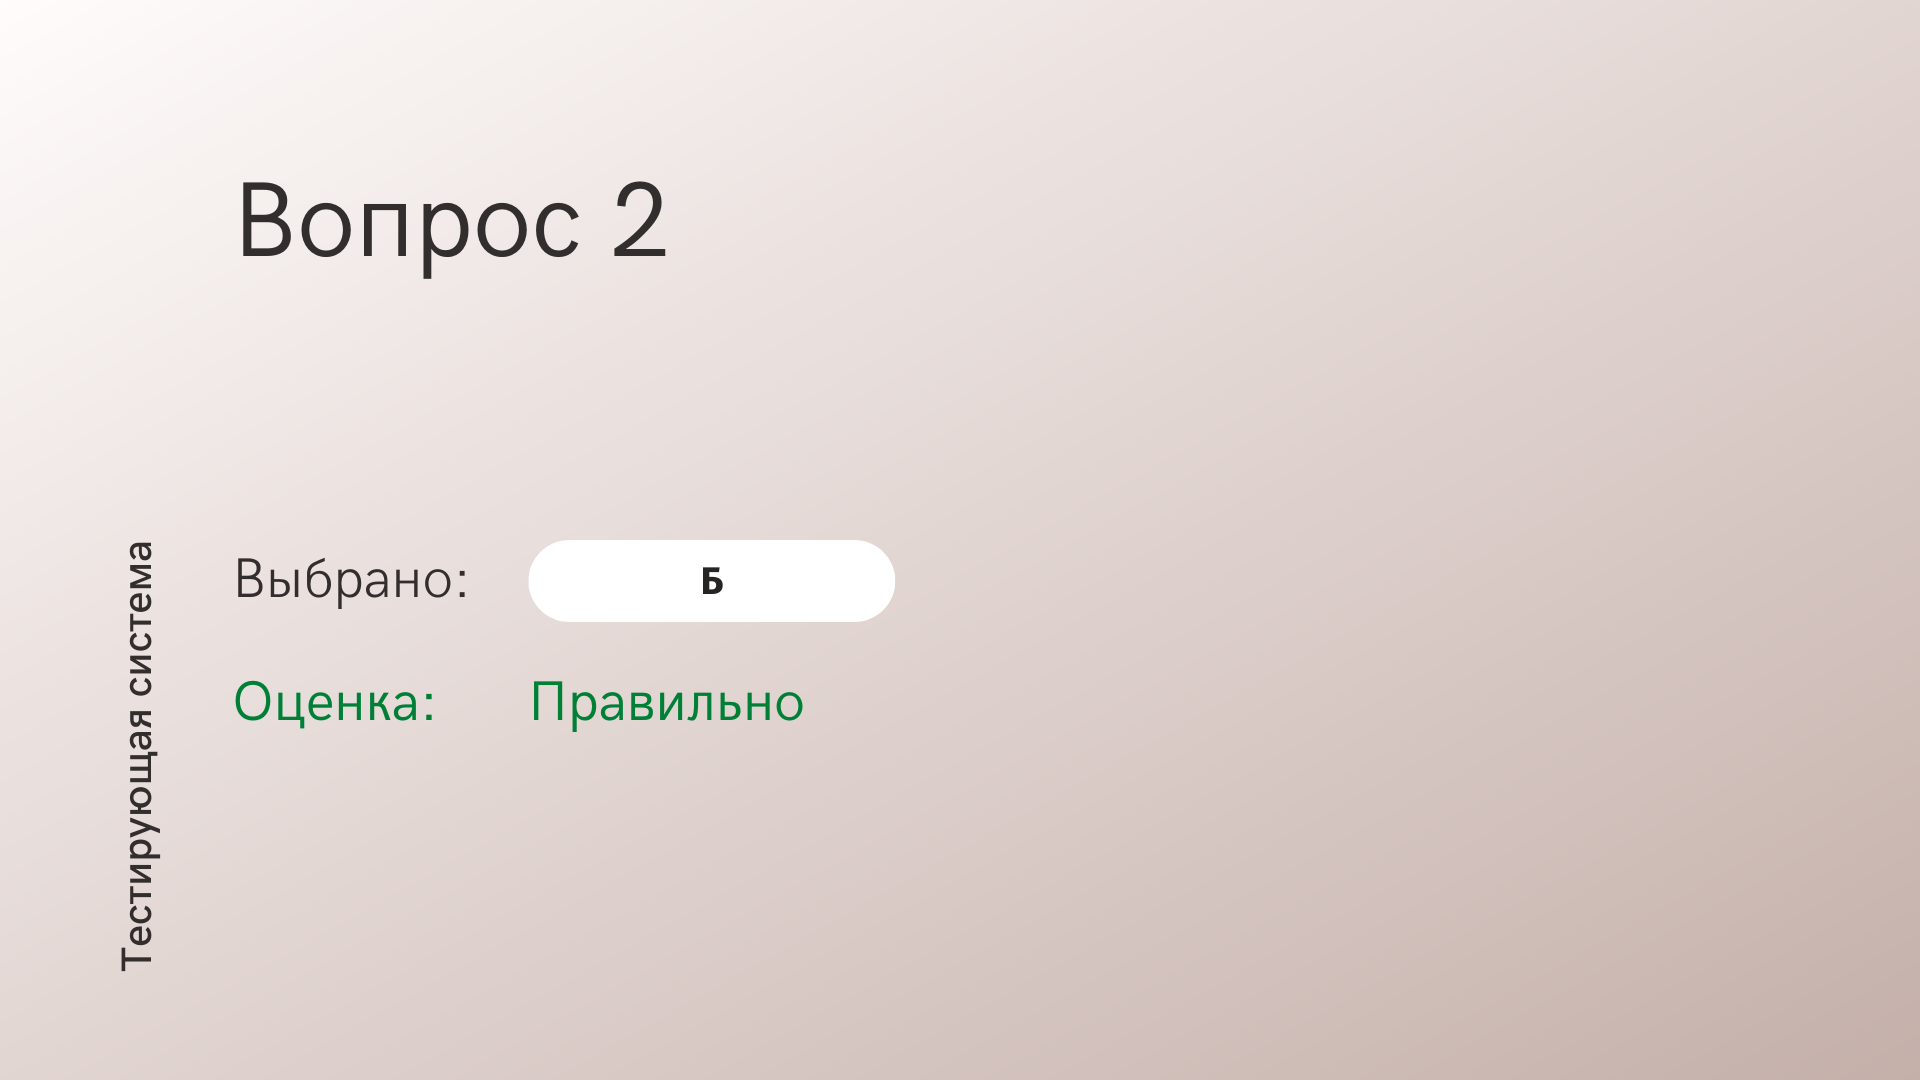 Вопрос 2
Выбрано: Б
Оценка: Правильно
Тестирующая система